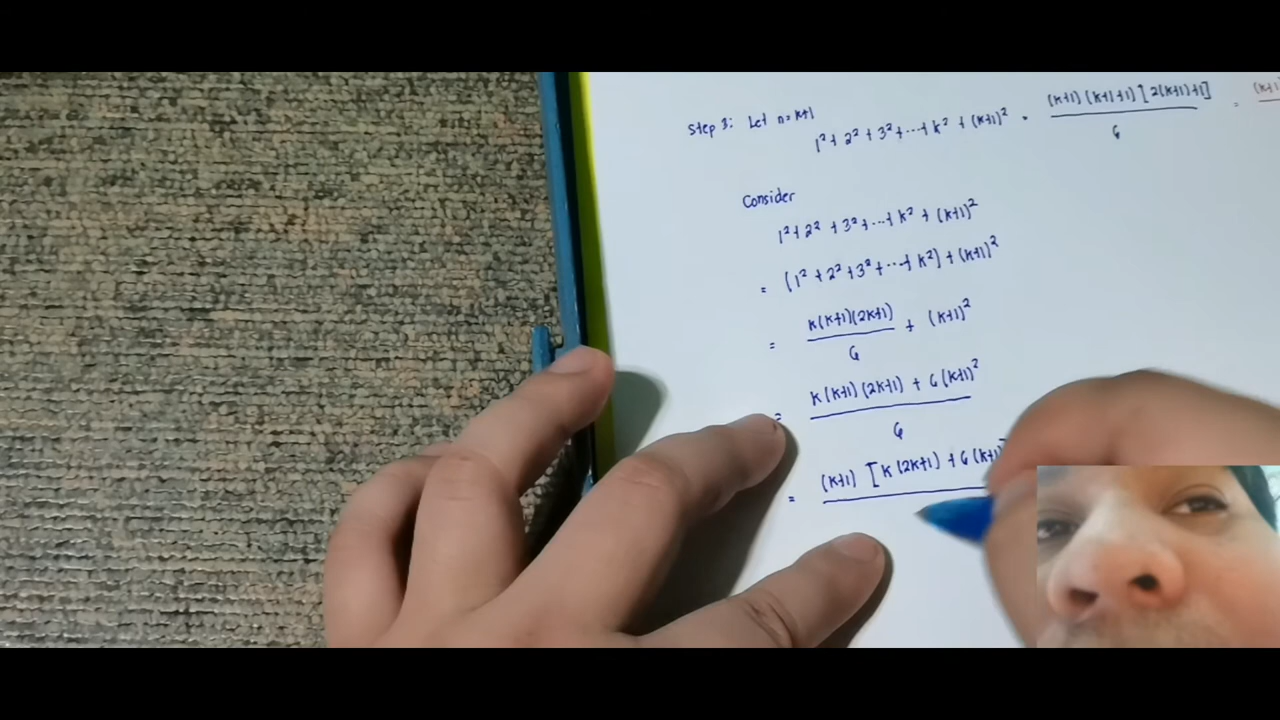 Step 3: Let n=k+1
1² + 2² + 3² + ... + k² + (k+1)² = (k+1)(k+1+1)[2(k+1)+1] / 6 = (k+1)
Consider
1² + 2² + 3² + ... + k² + (k+1)²
= (1² + 2² + 3² + ... + k²) + (k+1)²
= k(k+1)(2k+1) / 6 + (k+1)²
= k(k+1)(2k+1) + 6(k+1)² / 6
= (k+1) [k(2k+1) + 6(k+1)